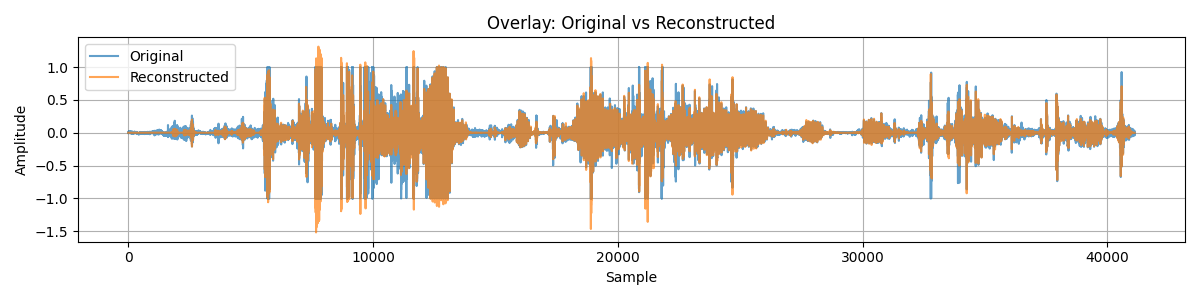 Overlay: Original vs Reconstructed
Original
Reconstructed
Amplitude
1.0
0.5
0.0
−0.5
−1.0
−1.5
0 10000 20000 30000 40000
Sample